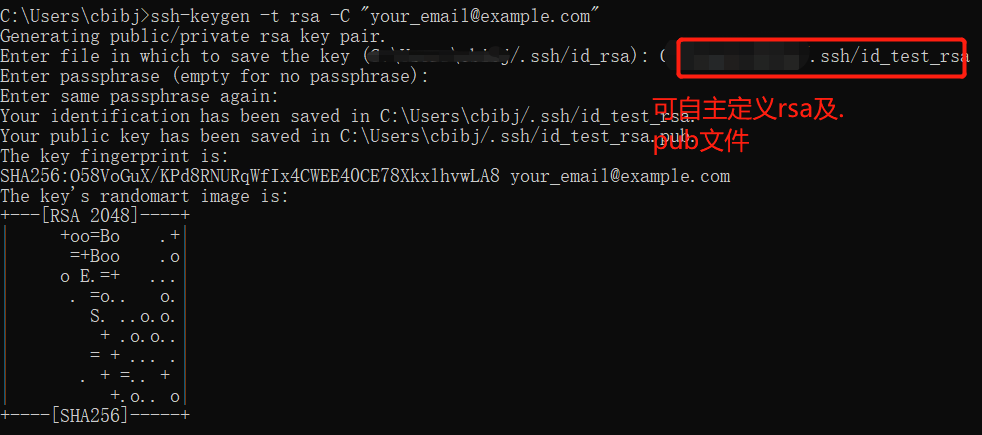 C:\Users\cbibj>ssh-keygen -t rsa -C "your_email@example.com"
Generating public/private rsa key pair.
Enter file in which to save the key (/.ssh/id_rsa): .ssh/id_test_rsa
Enter passphrase (empty for no passphrase):
Enter same passphrase again:
Your identification has been saved in C:\Users\cbibj/.ssh/id_test_rsa.
Your public key has been saved in C:\Users\cbibj/.ssh/id_test_rsa.pub.
可自主定义rsa及.
pub文件
The key fingerprint is:
SHA256:O58VoGuX/KPd8RNURqWfIx4CWEE40CE78Xkx1hvwLA8 your_email@example.com
The key's randomart image is:
+---[RSA 2048]----+
|     +oo=Bo    .+|
|      =+Boo    .o|
|     o E.=+   ...|
|      . =o..   o.|
|        S. ..o.o.|
|         + .o.o..|
|        = + ... .|
|       . + =.. + |
|          +.o.. o|
+----[SHA256]-----+